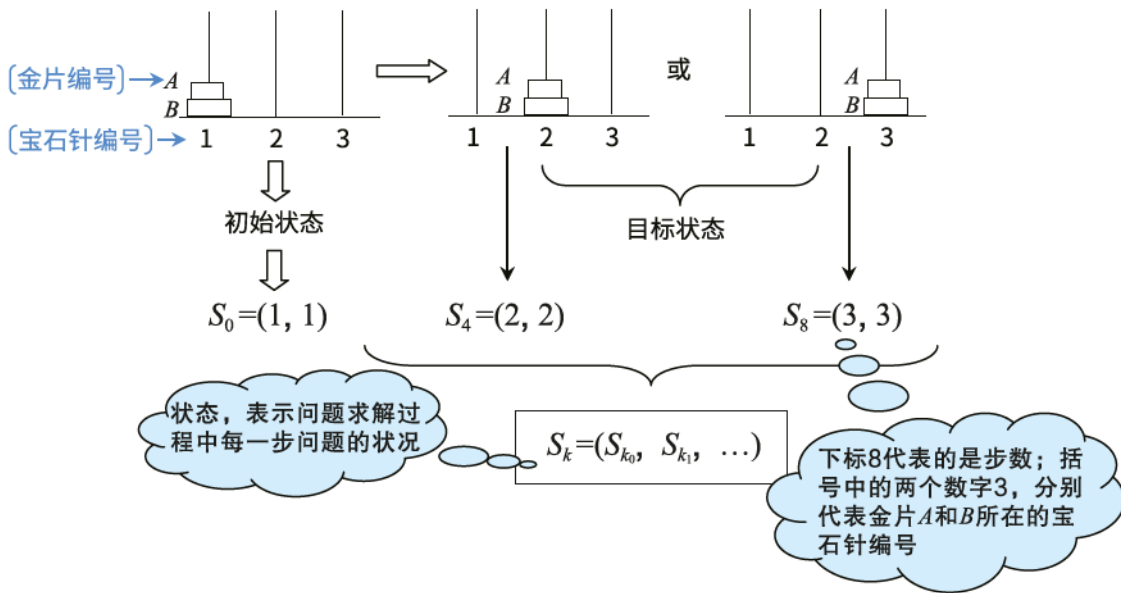 〔金片编号〕 A A 或 A
B B B
〔宝石针编号〕 1 2 3 1 2 3 1 2 3
初始状态 目标状态
S₀=(1, 1) S₄=(2, 2) S₈=(3, 3)
状态，表示问题求解过
程中每一步问题的状况
Sₖ=(Sₖ₀, Sₖ₁, …)
下标8代表的是步数；括
号中的两个数字3，分别
代表金片A和B所在的宝
石针编号